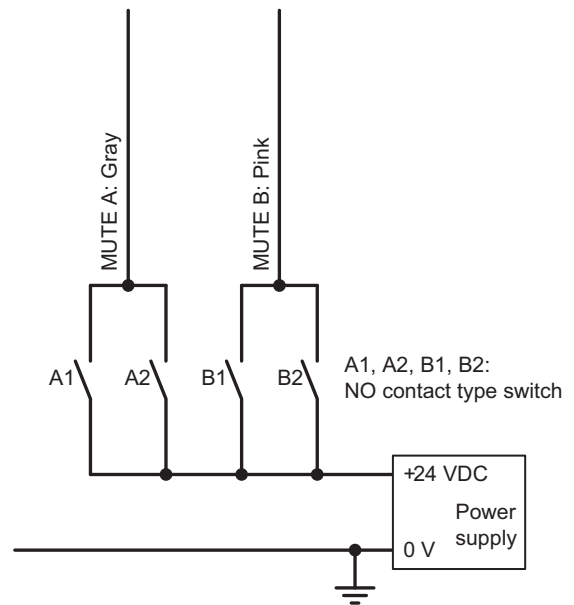 MUTE A: Gray
MUTE B: Pink
A1
A2
B1
B2
A1, A2, B1, B2:
NO contact type switch
+24 VDC
Power
supply
0 V